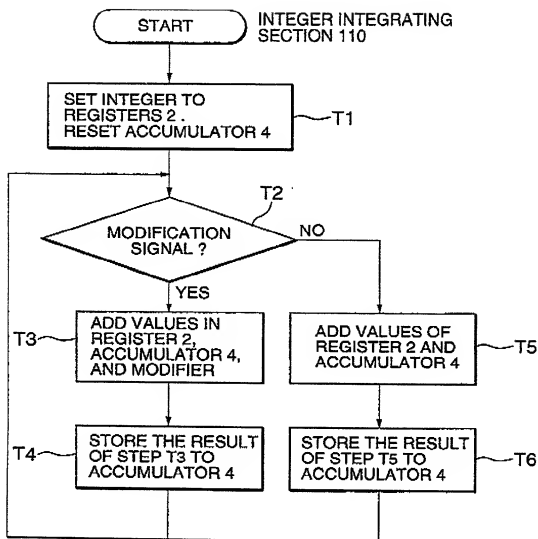 START
INTEGER INTEGRATING
SECTION 110
SET INTEGER TO
REGISTERS 2 .
RESET ACCUMULATOR 4
T1
T2
MODIFICATION
SIGNAL ?
NO
YES
T3
ADD VALUES IN
REGISTER 2,
ACCUMULATOR 4,
AND MODIFIER
ADD VALUES OF
REGISTER 2 AND
ACCUMULATOR 4
T5
T4
STORE THE RESULT
OF STEP T3 TO
ACCUMULATOR 4
STORE THE RESULT
OF STEP T5 TO
ACCUMULATOR 4
T6